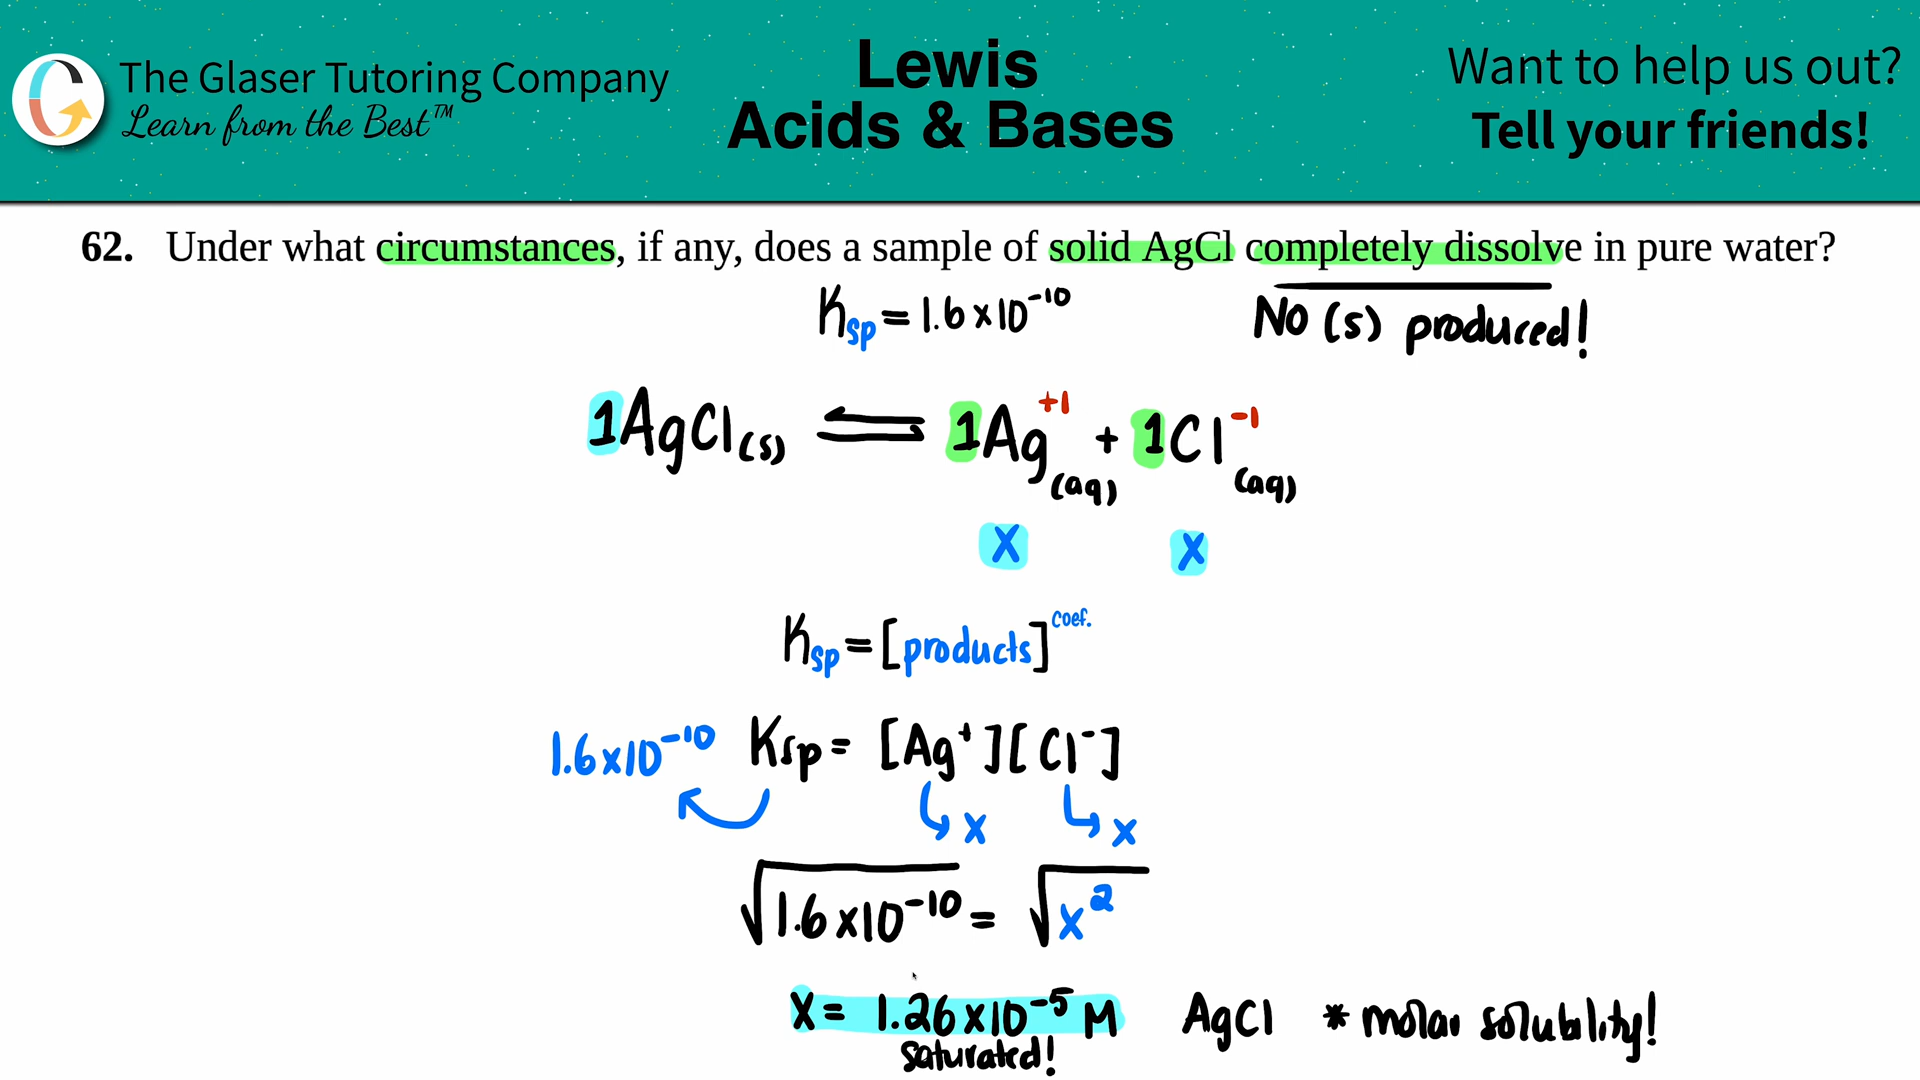 The Glaser Tutoring Company
Learn from the Best™
Lewis
Acids & Bases
Want to help us out?
Tell your friends!
62. Under what circumstances, if any, does a sample of solid AgCl completely dissolve in pure water?
Ksp = 1.6x10⁻¹⁰
No (s) produced!
1AgCl(s) ⇌ 1Ag⁺¹(aq) + 1Cl⁻¹(aq)
x x
Ksp = [products]^coef.
1.6x10⁻¹⁰ Ksp = [Ag⁺][Cl⁻]
x x
√1.6x10⁻¹⁰ = √x²
x = 1.26x10⁻⁵ M AgCl * molar solubility!
saturated!